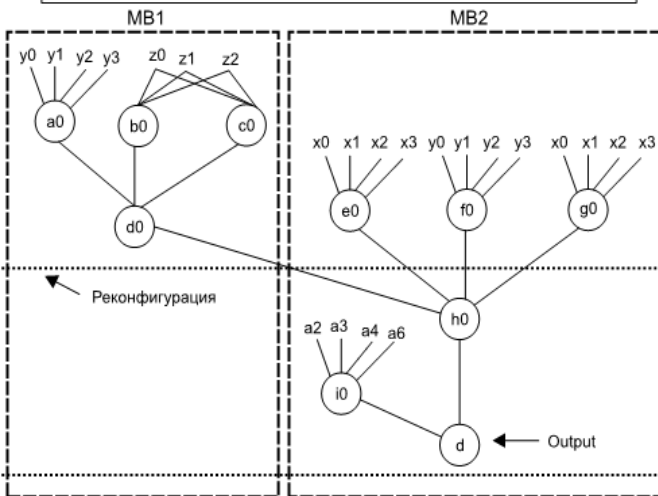 MB1 MB2
y0 y1 y2 y3 z0 z1 z2
a0 b0 c0
x0 x1 x2 x3 y0 y1 y2 y3 x0 x1 x2 x3
e0 f0 g0
d0
Реконфигурация
h0
a2 a3 a4 a6
i0
d Output